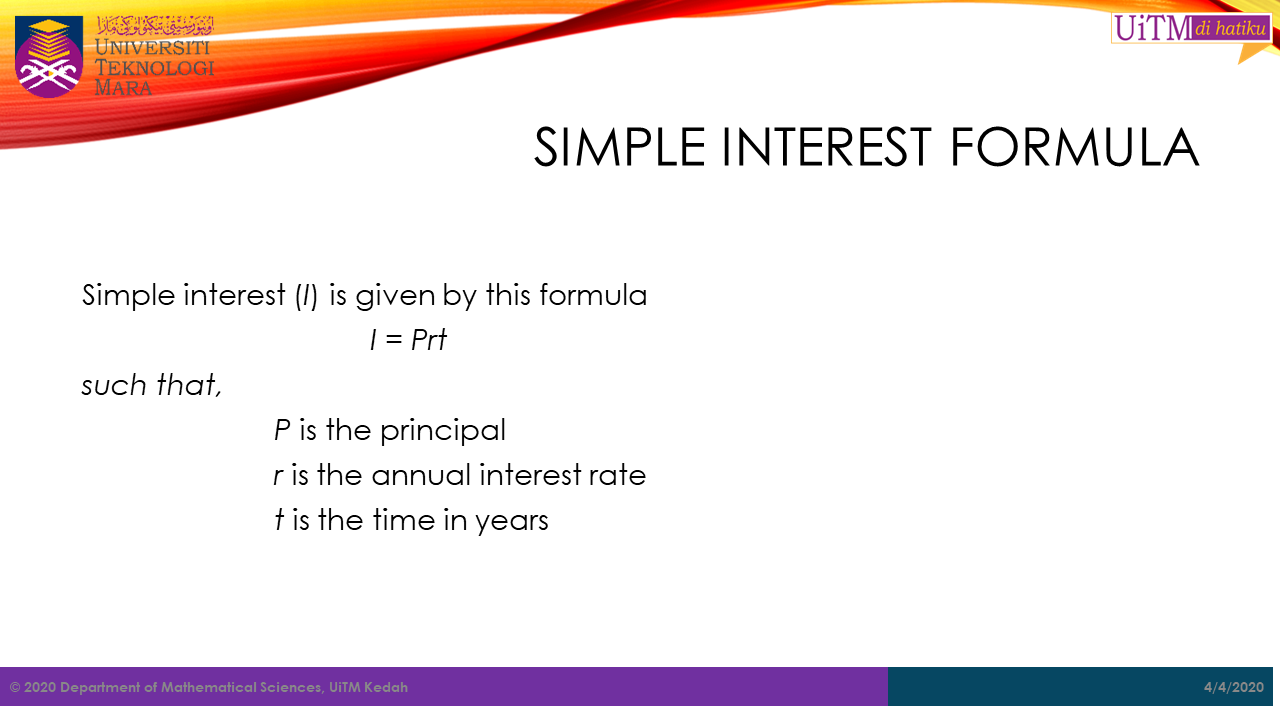 UNIVERSITI
TEKNOLOGI
MARA
UiTM di hatiku
SIMPLE INTEREST FORMULA
Simple interest (I) is given by this formula
I = Prt
such that,
P is the principal
r is the annual interest rate
t is the time in years
© 2020 Department of Mathematical Sciences, UiTM Kedah
4/4/2020